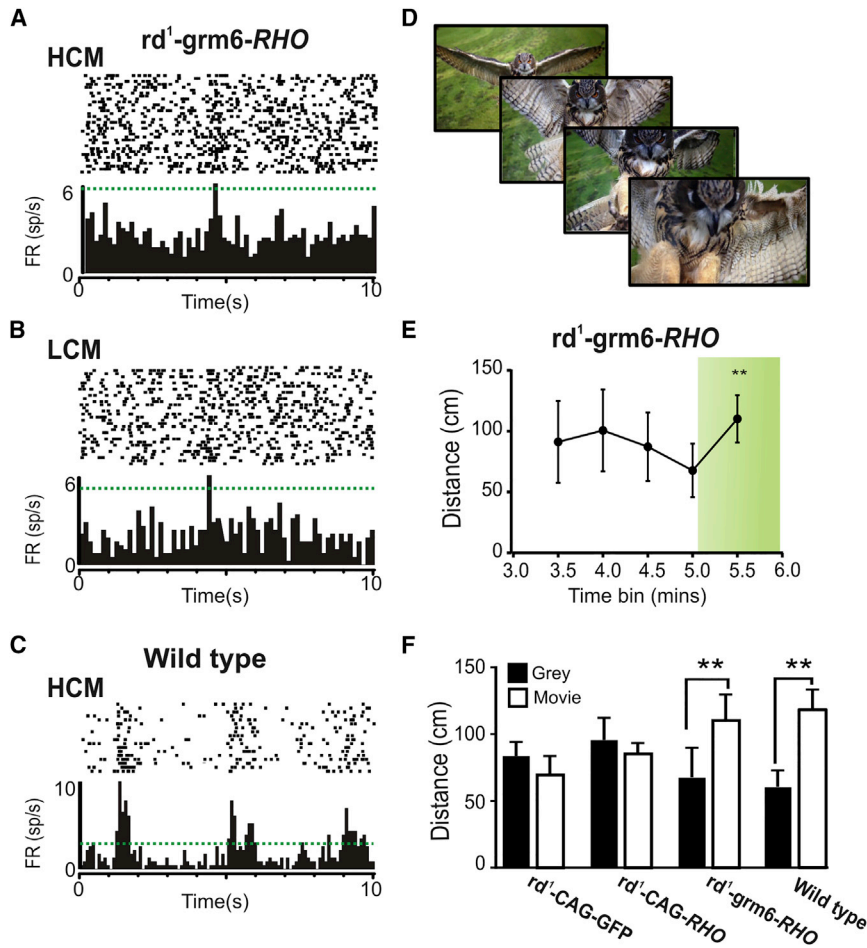 A
rd¹-grm6-RHO
HCM
6
FR (sp/s)
0
0
10
Time(s)
B
LCM
6
FR (sp/s)
0
0
10
Time(s)
C
Wild type
HCM
10
FR (sp/s)
0
0
10
Time(s)
D
E
rd¹-grm6-RHO
150
**
100
50
0
Distance (cm)
3.0 3.5 4.0 4.5 5.0 5.5 6.0
Time bin (mins)
F
150
Grey
Movie
**
**
100
50
0
Distance (cm)
rd¹-CAG-GFP
rd¹-CAG-RHO
rd¹-grm6-RHO
Wild type